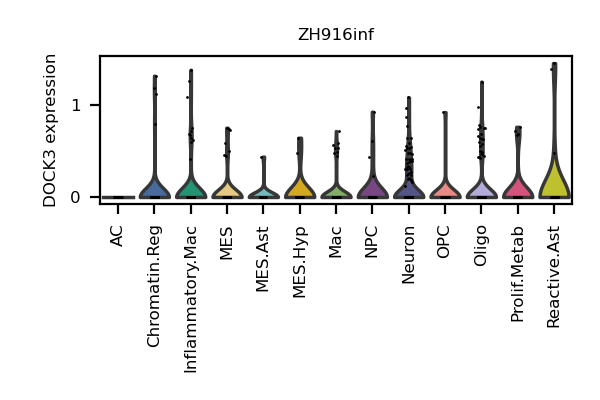 ZH916inf
DOCK3 expression
1
0
AC
Chromatin.Reg
Inflammatory.Mac
MES
MES.Ast
MES.Hyp
Mac
NPC
Neuron
OPC
Oligo
Prolif.Metab
Reactive.Ast